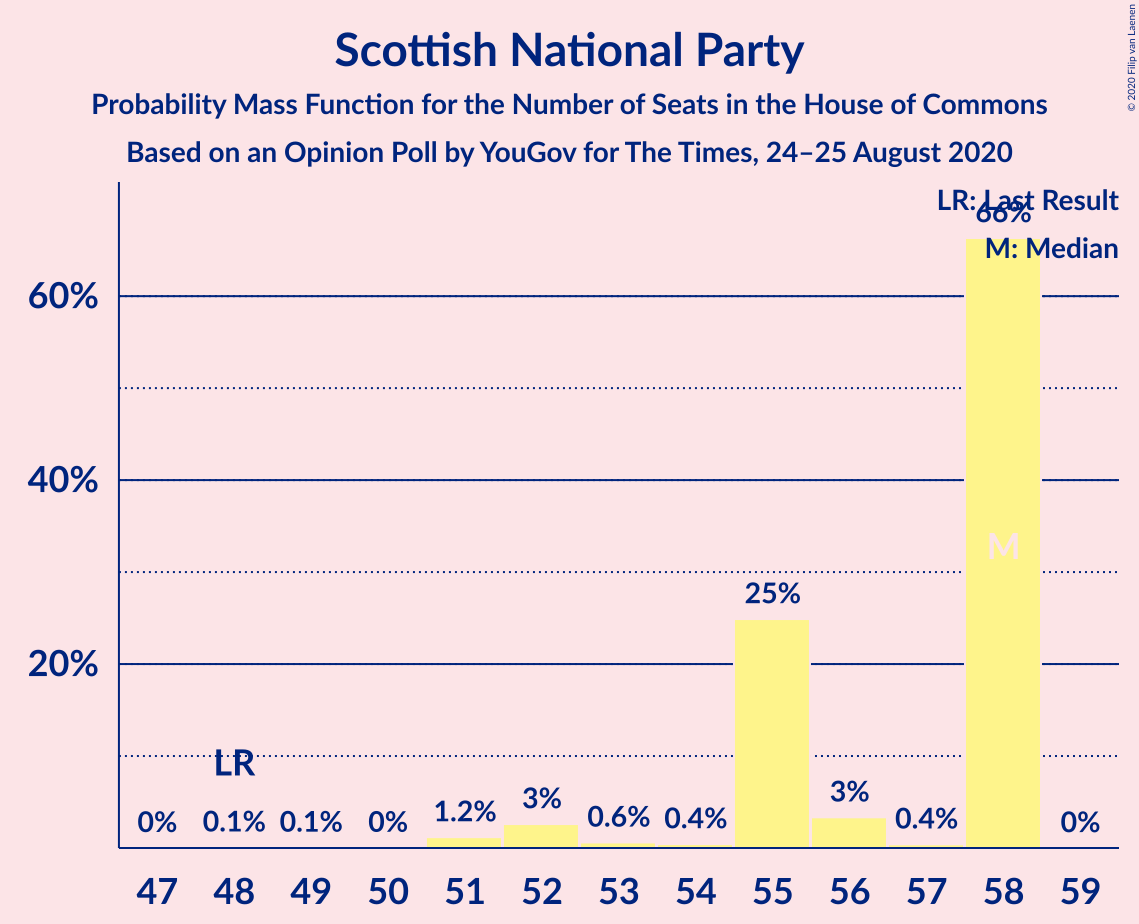 Scottish National Party
Probability Mass Function for the Number of Seats in the House of Commons
Based on an Opinion Poll by YouGov for The Times, 24–25 August 2020
© 2020 Filip van Laenen
LR: Last Result
66%
M: Median
60%
40%
M
25%
20%
LR
0%
0.1%
0.1%
0%
1.2%
3%
0.6%
0.4%
3%
0.4%
0%
47 48 49 50 51 52 53 54 55 56 57 58 59